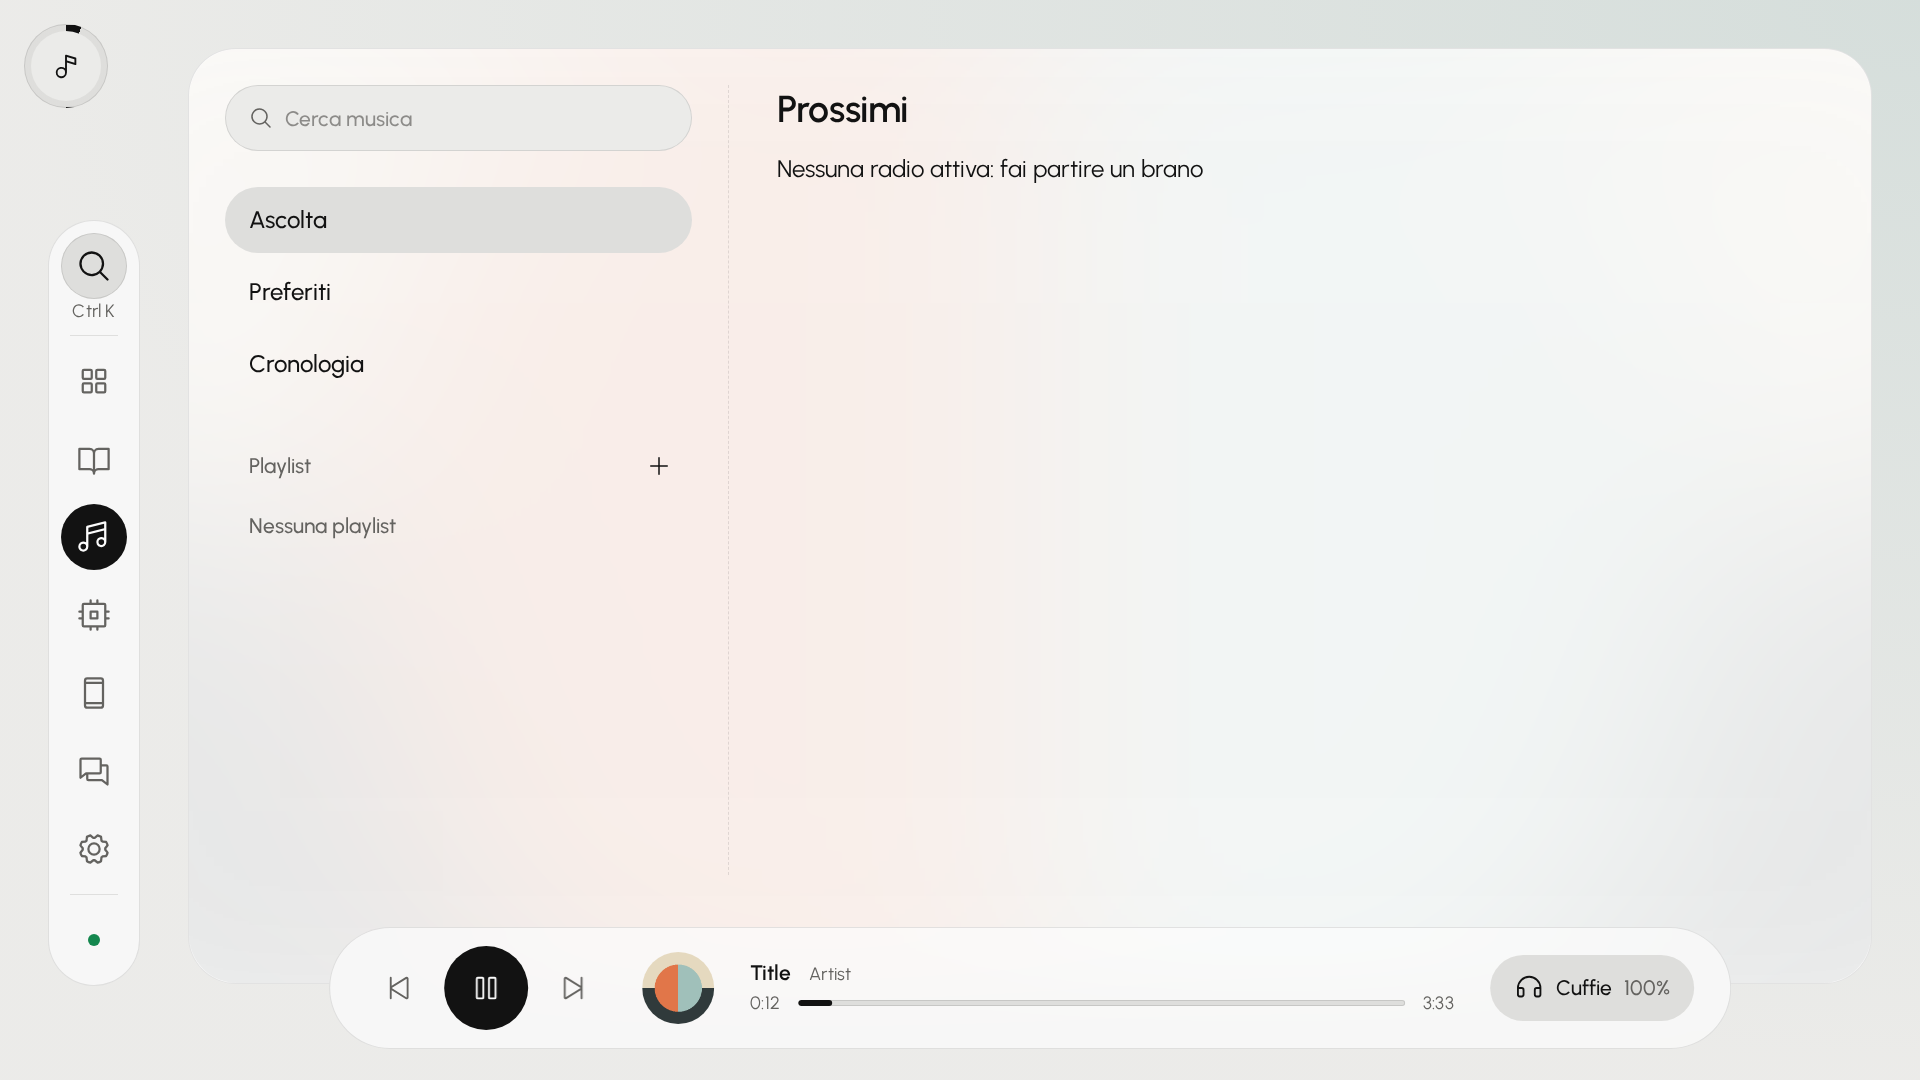 Cerca musica
Ascolta
Preferiti
Cronologia
Playlist
Nessuna playlist
Prossimi
Nessuna radio attiva: fai partire un brano
Ctrl K
Title Artist
0:12
3:33
Cuffie 100%